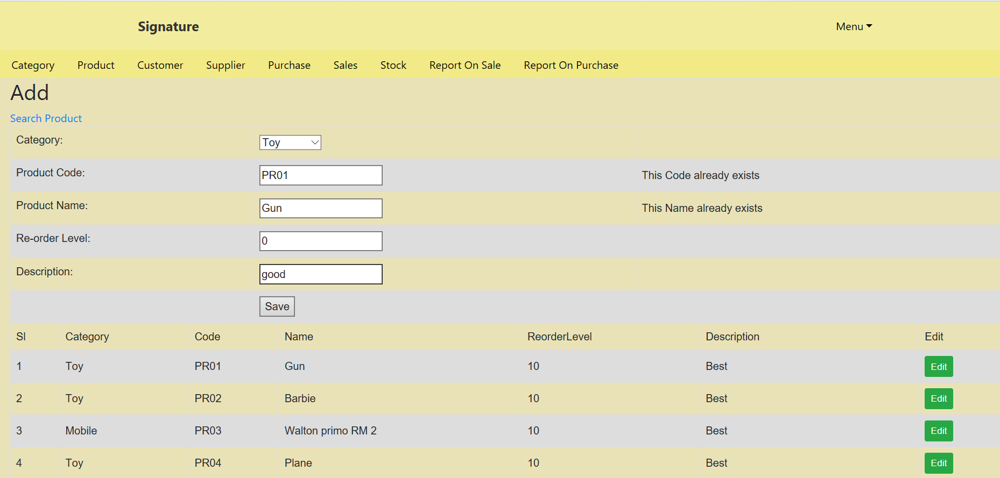 Signature Menu
Category Product Customer Supplier Purchase Sales Stock Report On Sale Report On Purchase
Add
Search Product
Category: Toy
Product Code: PR01 This Code already exists
Product Name: Gun This Name already exists
Re-order Level: 0
Description: good
Save
Sl Category Code Name ReorderLevel Description Edit
1 Toy PR01 Gun 10 Best Edit
2 Toy PR02 Barbie 10 Best Edit
3 Mobile PR03 Walton primo RM 2 10 Best Edit
4 Toy PR04 Plane 10 Best Edit